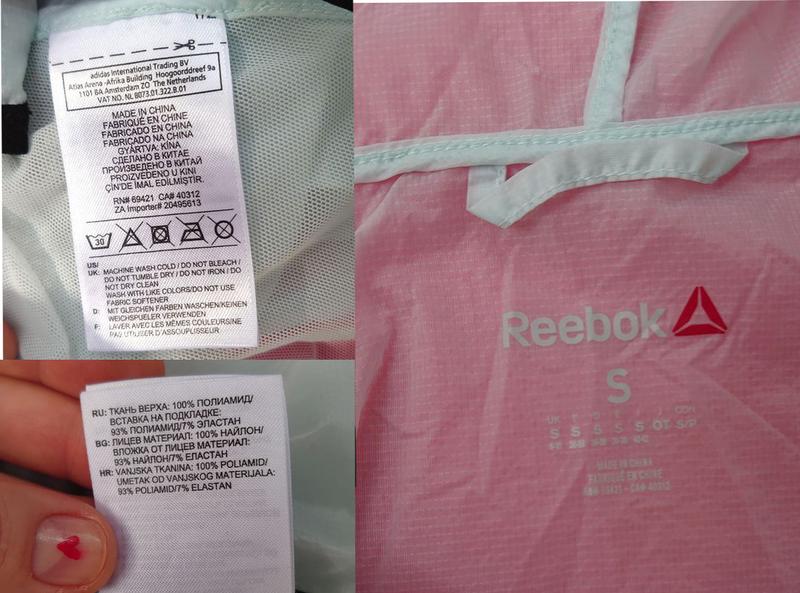 adidas International Trading BV
Atlas Arena -Afrika Building Hoogoorddreef 9a
1101 BA Amsterdam ZO The Netherlands
VAT NO. NL 8073.01.322.B.01
MADE IN CHINA
FABRIQUÉ EN CHINE
FABRICADO EN CHINA
FABRICADO NA CHINA
GYÁRTVA: KÍNA
СДЕЛАНО В КИТАЕ
ПРОИЗВЕДЕНО В КИТАЙ
PROIZVEDENO U KINI
ÇİN'DE İMAL EDİLMİŞTİR.
RN# 69421 CA# 40312
ZA Importer# 20495613
30
US/
UK: MACHINE WASH COLD / DO NOT BLEACH /
DO NOT TUMBLE DRY / DO NOT IRON / DO
NOT DRY CLEAN
WASH WITH LIKE COLORS/DO NOT USE
FABRIC SOFTENER
D: MIT GLEICHEN FARBEN WASCHEN/KEINEN
WEICHSPUELER VERWENDEN
F: LAVER AVEC LES MÊMES COULEURS/NE
PAS UTILISER D'ASSOUPLISSEUR
RU: ТКАНЬ ВЕРХА: 100% ПОЛИАМИД/
ВСТАВКА НА ПОДКЛАДКЕ:
93% ПОЛИАМИД/7% ЭЛАСТАН
BG: ЛИЦЕВ МАТЕРИАЛ: 100% НАЙЛОН/
ВЛОЖКА ОТ ЛИЦЕВ МАТЕРИАЛ:
93% НАЙЛОН/7% ЕЛАСТАН
HR: VANJSKA TKANINA: 100% POLIAMID/
UMETAK OD VANJSKOG MATERIJALA:
93% POLIAMID/7% ELASTAN
Reebok
S
UK
S S S S S OT S/P
MADE IN CHINA
FABRIQUÉ EN CHINE
RN# 69421 - CA# 40312